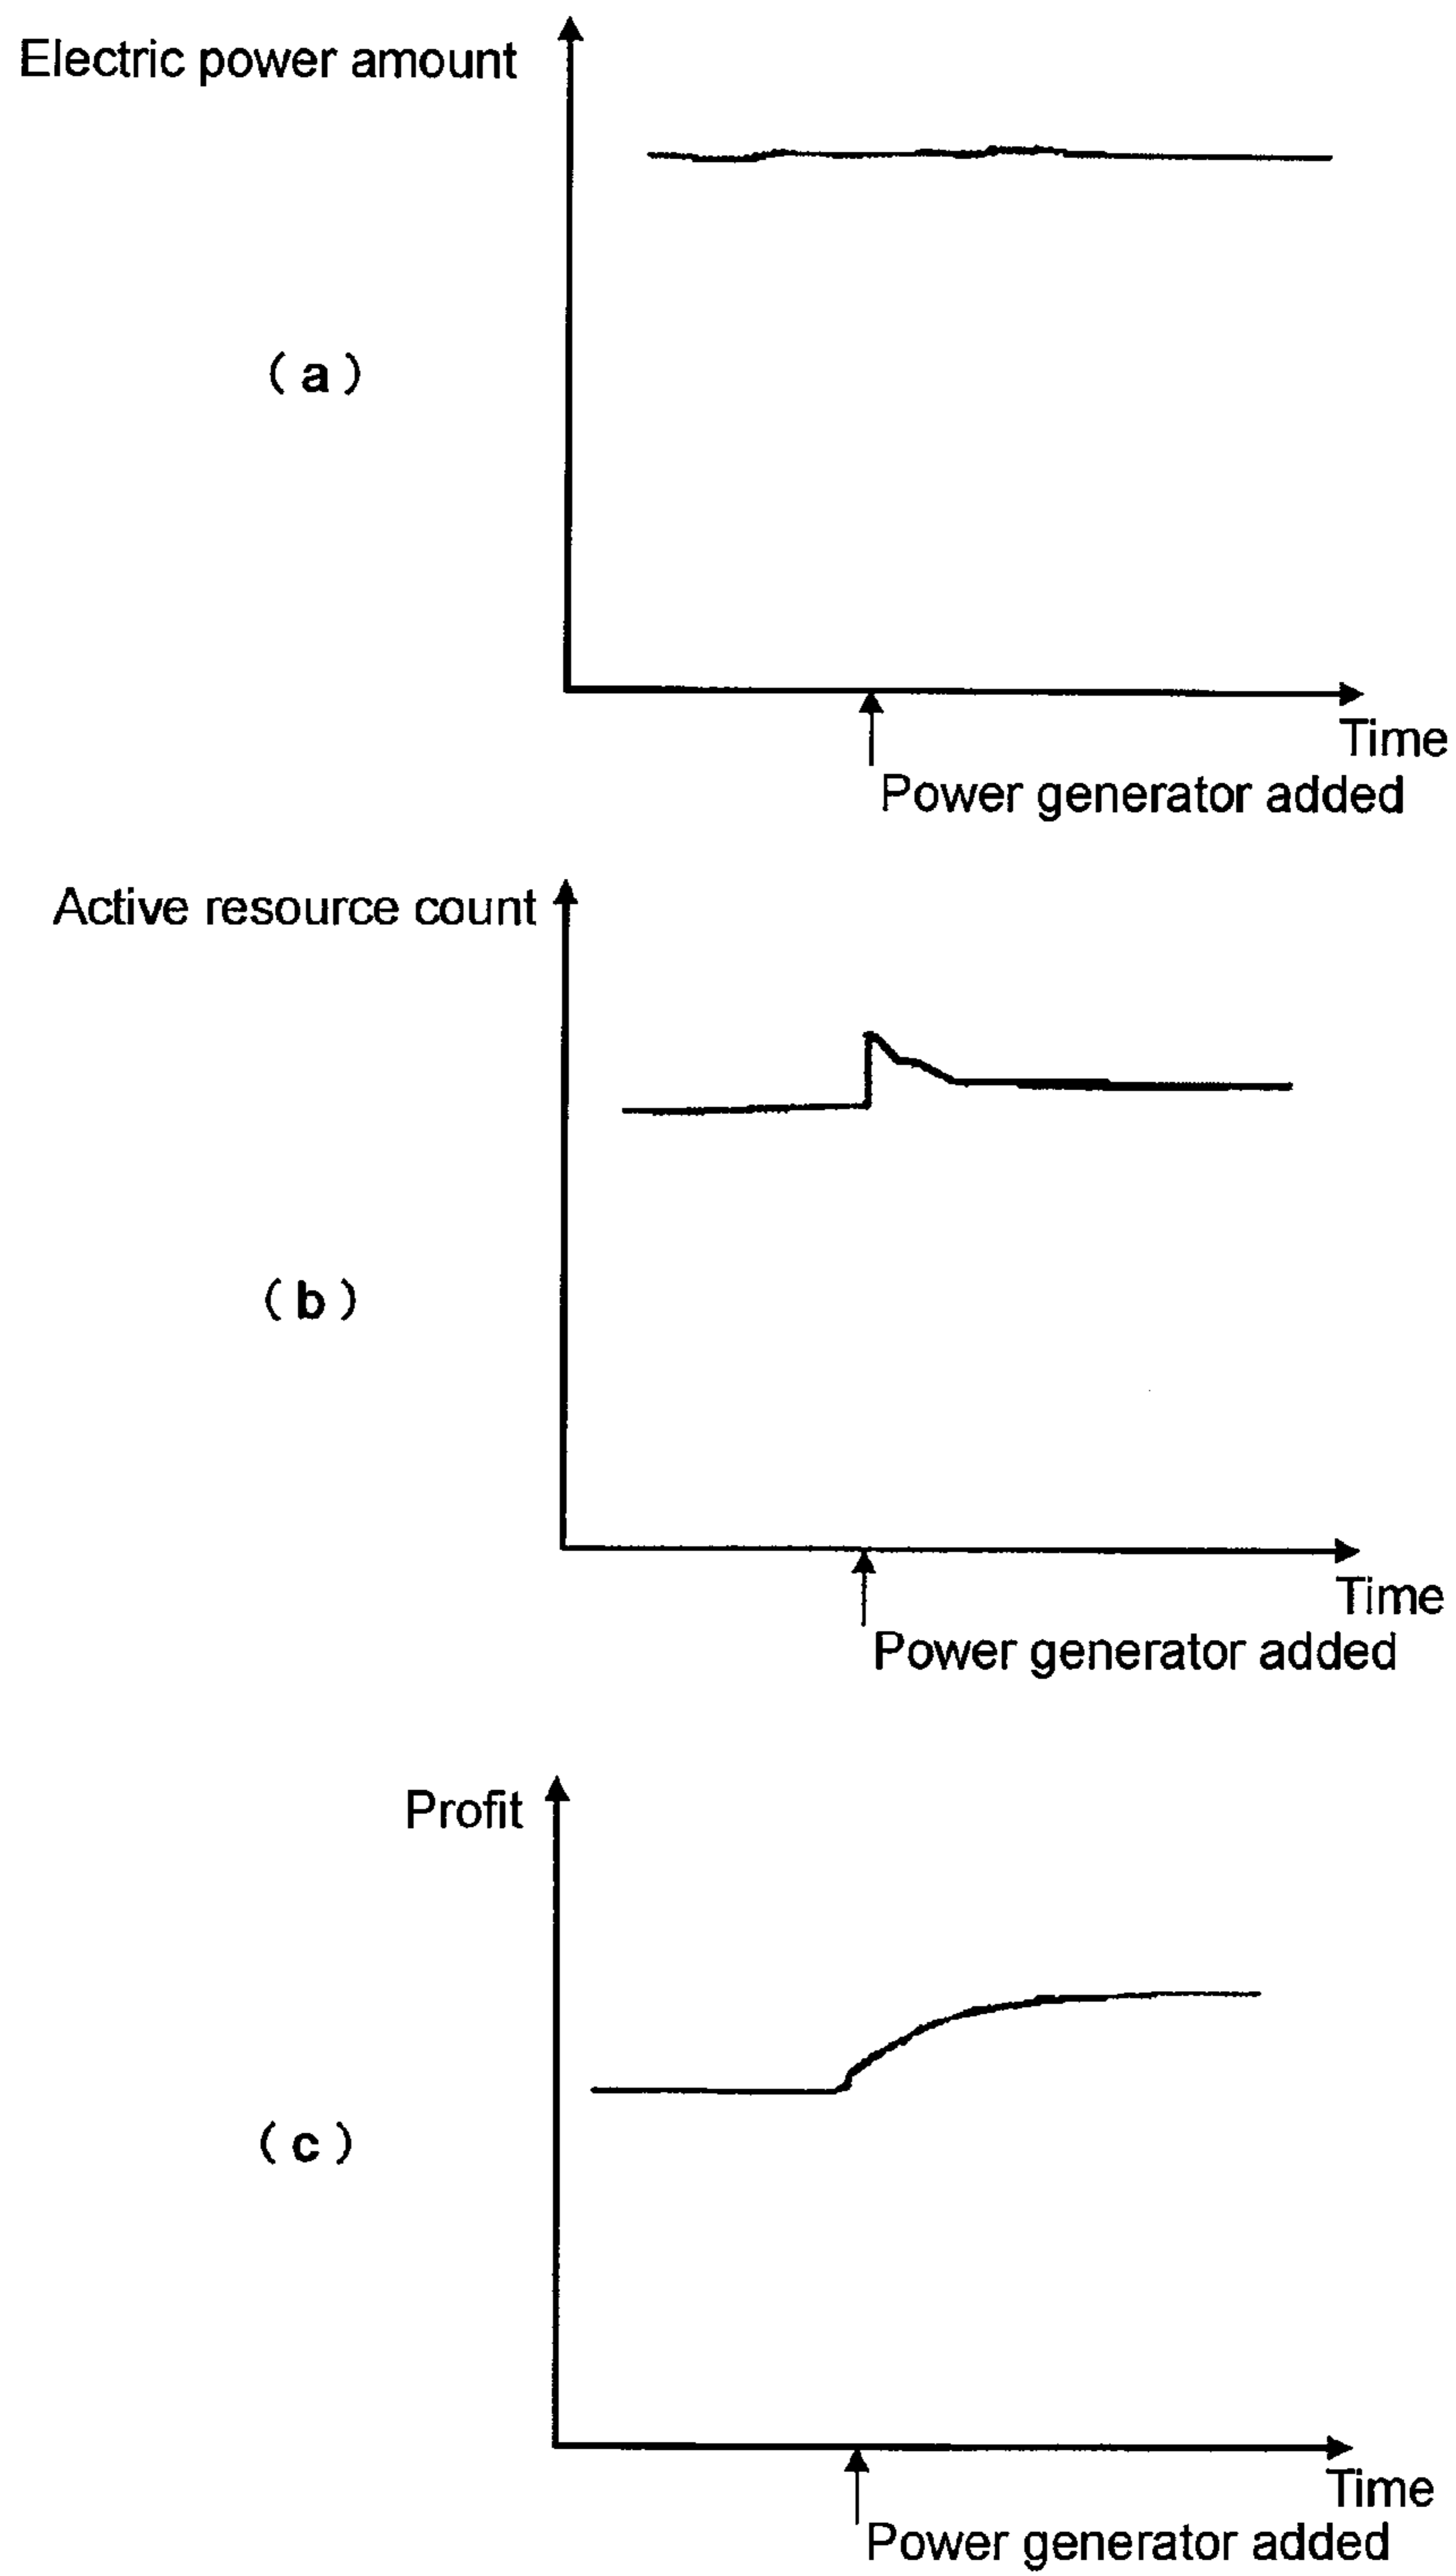 Electric power amount
( a )
Time
Power generator added
Active resource count
( b )
Time
Power generator added
Profit
( c )
Time
Power generator added